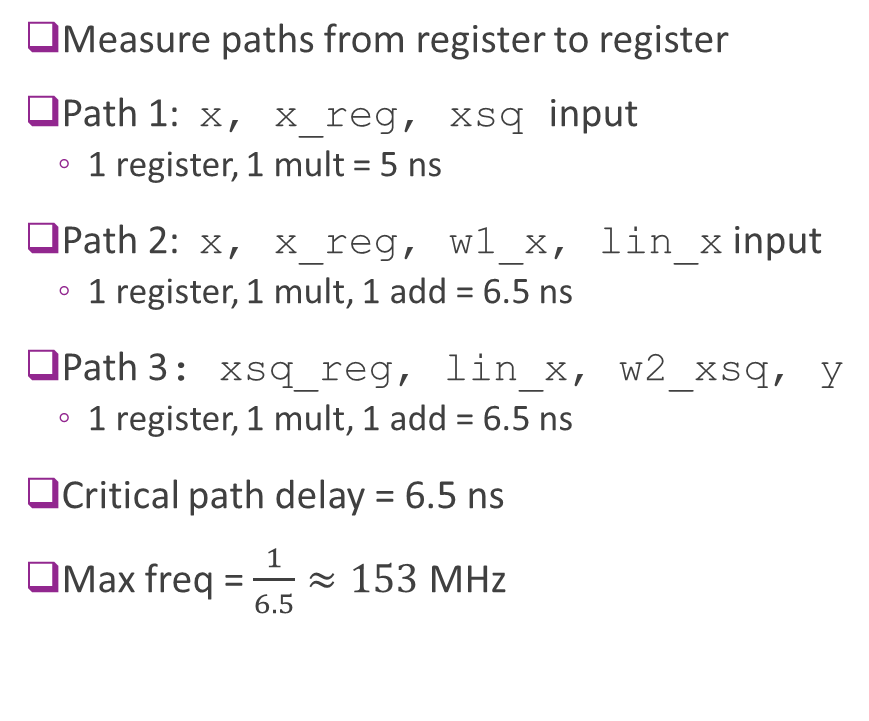 ❑Measure paths from register to register
❑Path 1: x, x_reg, xsq input
◦ 1 register, 1 mult = 5 ns
❑Path 2: x, x_reg, w1_x, lin_x input
◦ 1 register, 1 mult, 1 add = 6.5 ns
❑Path 3: xsq_reg, lin_x, w2_xsq, y
◦ 1 register, 1 mult, 1 add = 6.5 ns
❑Critical path delay = 6.5 ns
❑Max freq = 1/6.5 ≈ 153 MHz